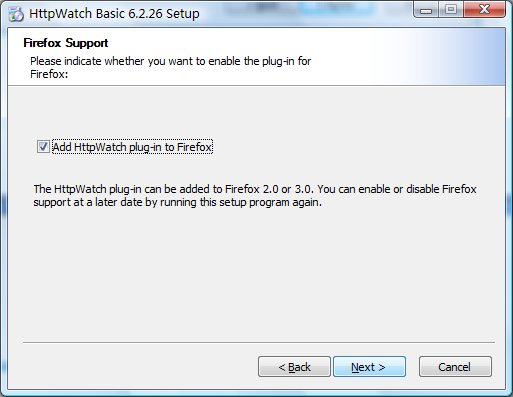 HttpWatch Basic 6.2.26 Setup
Firefox Support
Please indicate whether you want to enable the plug-in for
Firefox:
Add HttpWatch plug-in to Firefox
The HttpWatch plug-in can be added to Firefox 2.0 or 3.0. You can enable or disable Firefox
support at a later date by running this setup program again.
< Back
Next >
Cancel